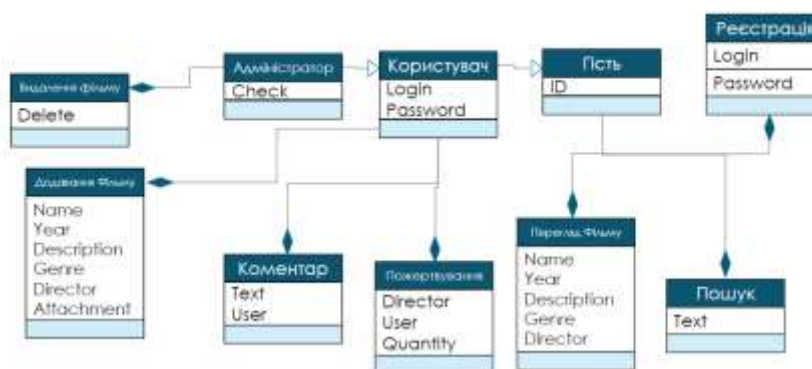 Видалення фільму
Delete
Адміністратор
Check
Користувач
Login
Password
Гість
ID
Реєстрація
Login
Password
Додавання Фільму
Name
Year
Description
Genre
Director
Attachment
Коментар
Text
User
Пожертвування
Director
User
Quantity
Перегляд Фільму
Name
Year
Description
Genre
Director
Пошук
Text